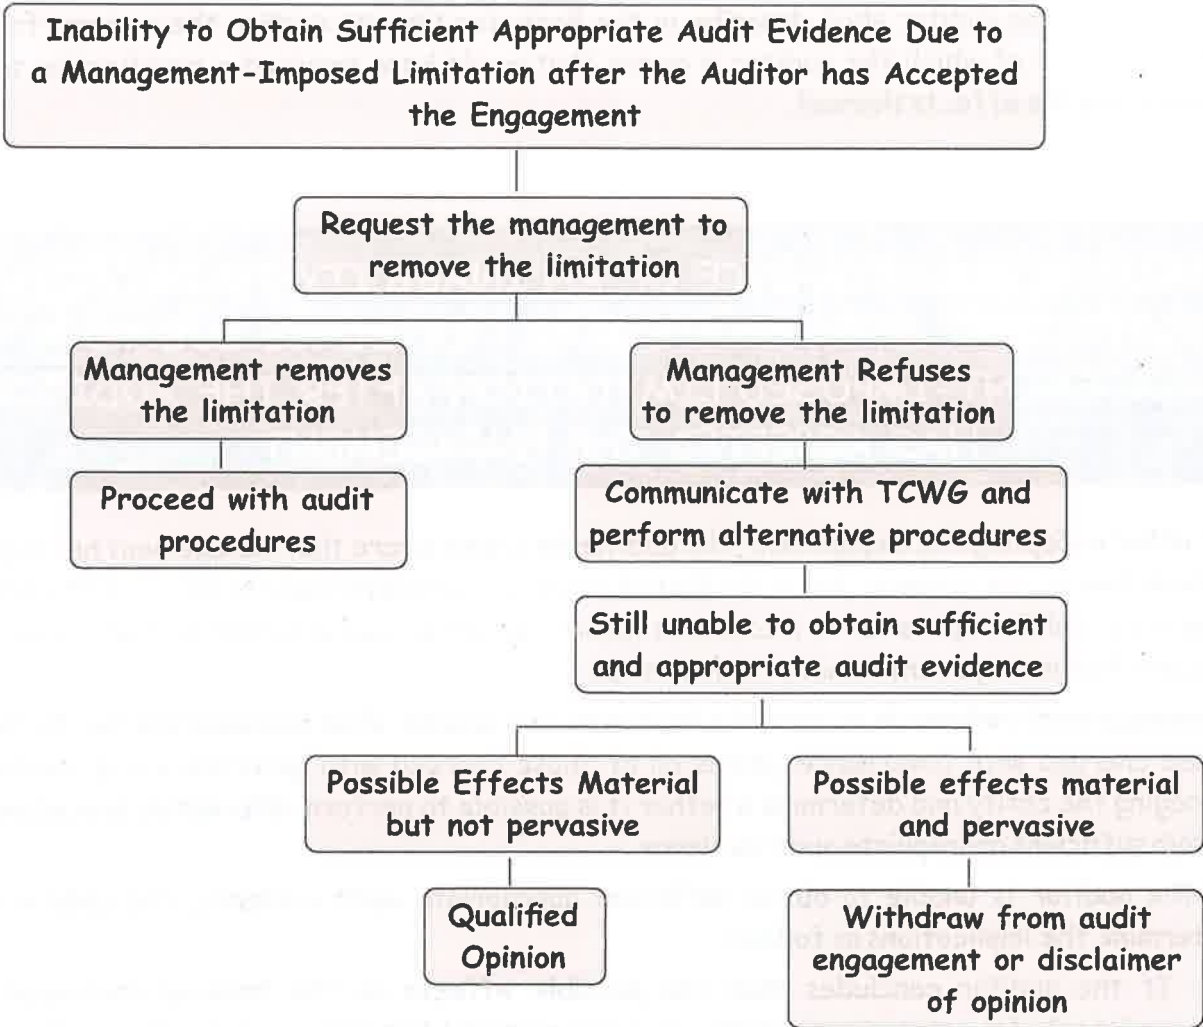 Inability to Obtain Sufficient Appropriate Audit Evidence Due to
a Management-Imposed Limitation after the Auditor has Accepted
the Engagement
Request the management to
remove the limitation
Management removes
the limitation
Management Refuses
to remove the limitation
Proceed with audit
procedures
Communicate with TCWG and
perform alternative procedures
Still unable to obtain sufficient
and appropriate audit evidence
Possible Effects Material
but not pervasive
Possible effects material
and pervasive
Qualified
Opinion
Withdraw from audit
engagement or disclaimer
of opinion